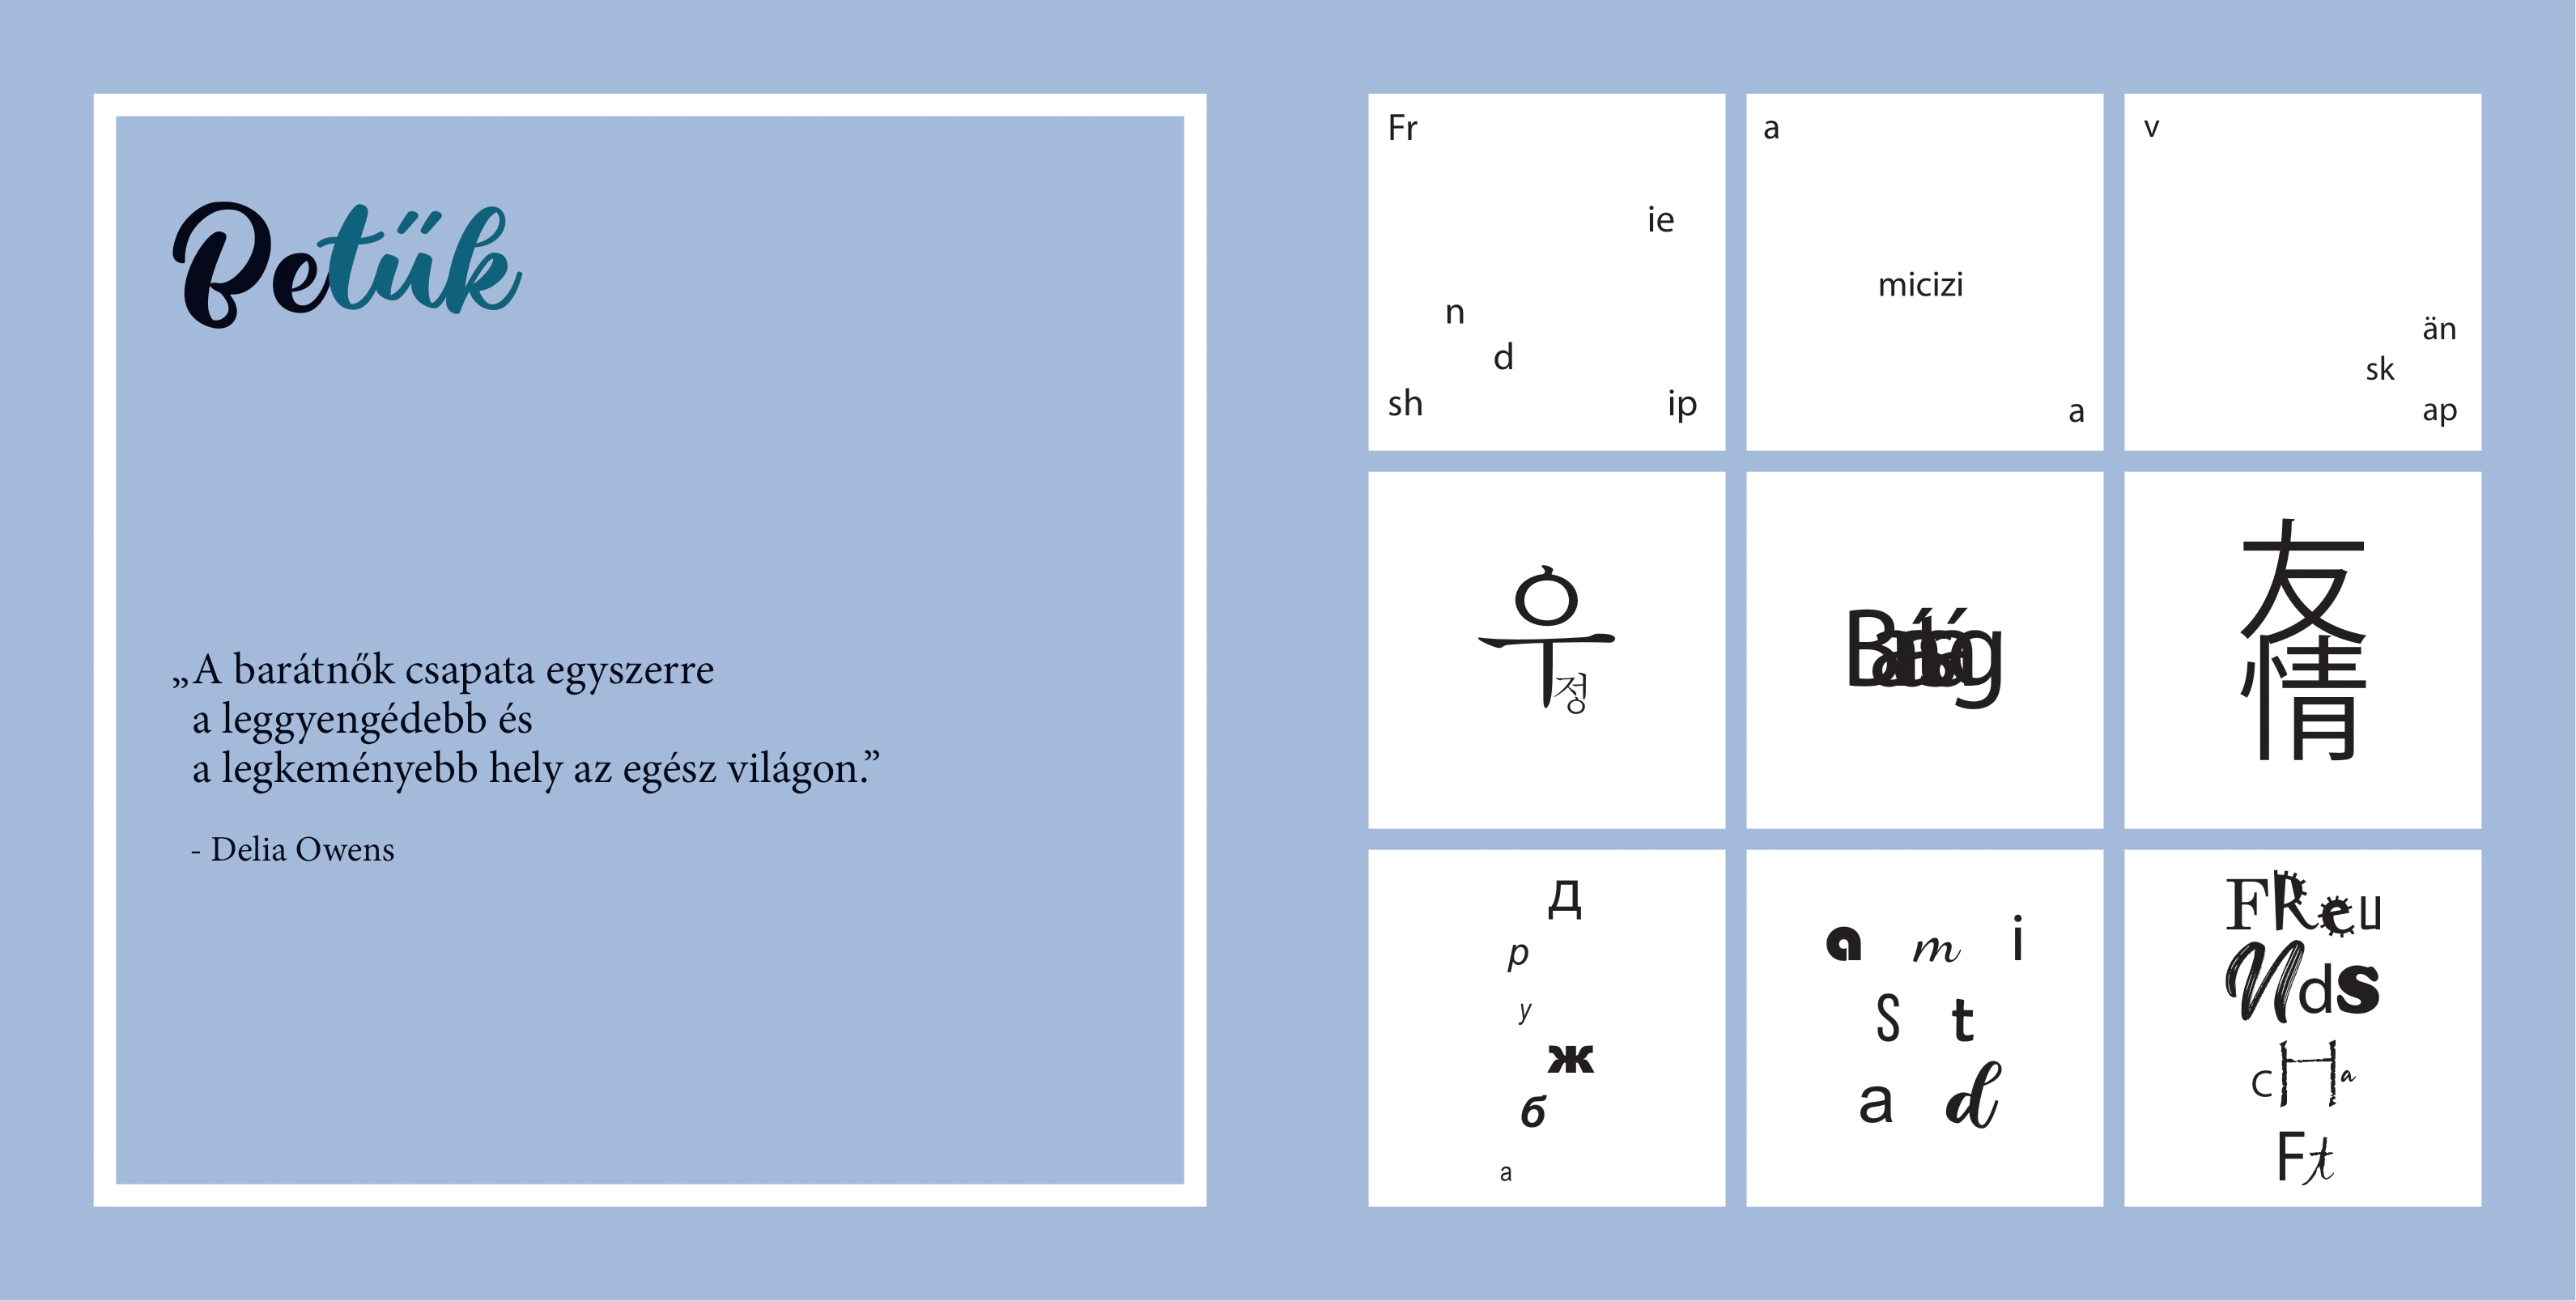 Betűk
„A barátnők csapata egyszerre
a leggyengédebb és
a legkeményebb hely az egész világon.”
- Delia Owens
Fr
ie
n
d
sh ip
a
micizi
a
v
än
sk
ap
우
정
Barátság
友
情
Д
р
у
ж
б
а
a m i
S t
a d
FReu
Nds
cHa
Ft